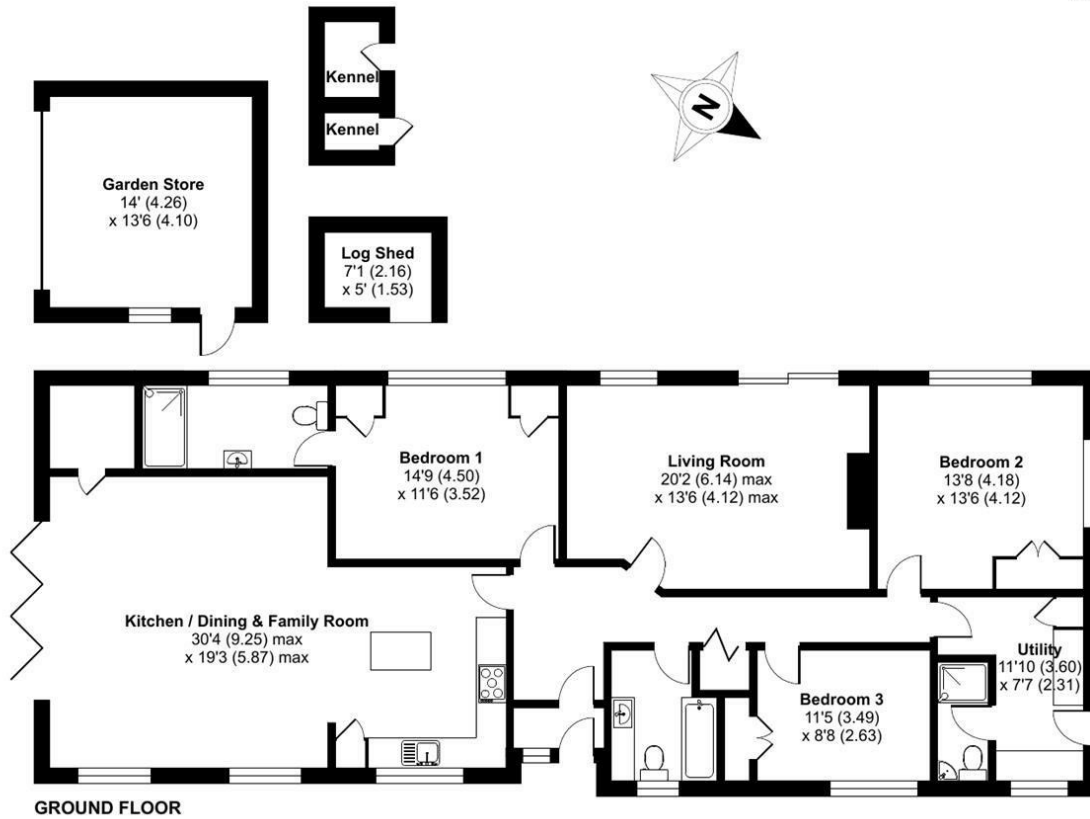 Kennel
Kennel
N
Garden Store
14' (4.26)
x 13'6 (4.10)
Log Shed
7'1 (2.16)
x 5' (1.53)
Bedroom 1
14'9 (4.50)
x 11'6 (3.52)
Living Room
20'2 (6.14) max
x 13'6 (4.12) max
Bedroom 2
13'8 (4.18)
x 13'6 (4.12)
Kitchen / Dining & Family Room
30'4 (9.25) max
x 19'3 (5.87) max
Utility
11'10 (3.60)
x 7'7 (2.31)
Bedroom 3
11'5 (3.49)
x 8'8 (2.63)
GROUND FLOOR